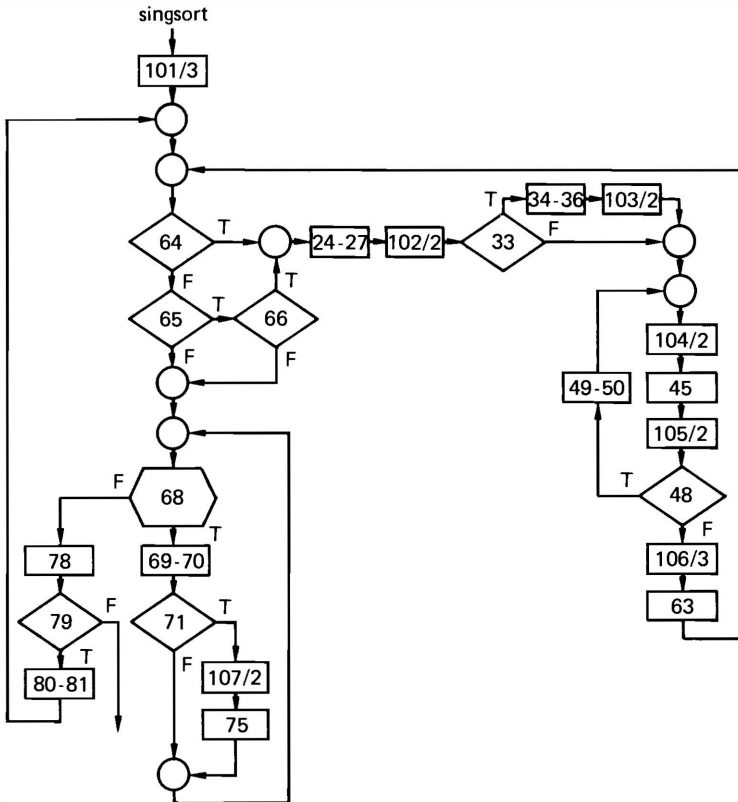 singsort
101/3
64
T
F
65
T
F
66
T
F
24-27
102/2
33
T
F
34-36
103/2
104/2
45
105/2
48
T
F
49-50
106/3
63
68
F
T
78
79
F
T
80-81
69-70
71
T
F
107/2
75